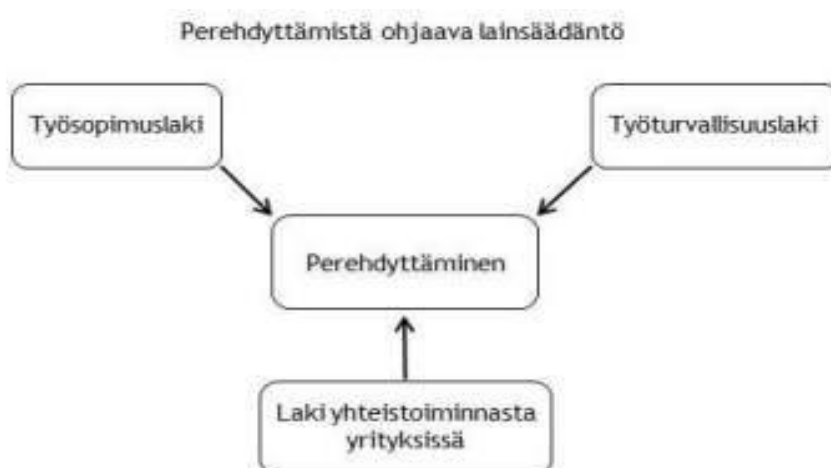 Perehdyttämistä ohjaava lainsäädäntö
Työsopimuslaki
Työturvallisuuslaki
Perehdyttäminen
Laki yhteistoiminnasta
yrityksissä